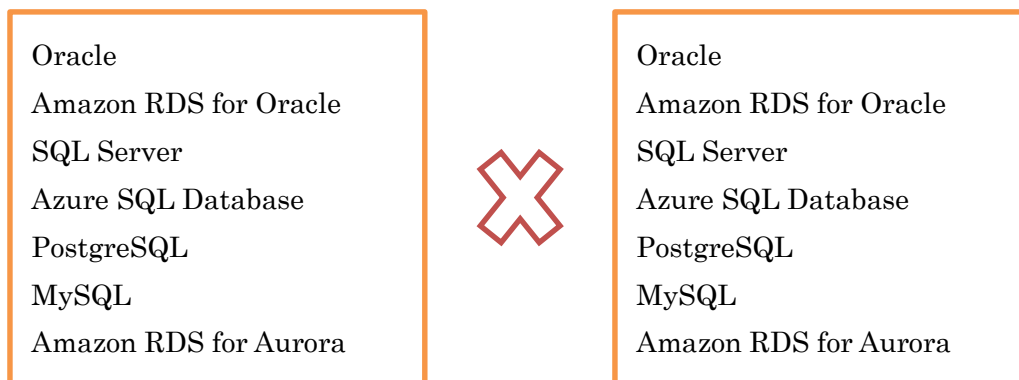 Oracle
Amazon RDS for Oracle
SQL Server
Azure SQL Database
PostgreSQL
MySQL
Amazon RDS for Aurora
Oracle
Amazon RDS for Oracle
SQL Server
Azure SQL Database
PostgreSQL
MySQL
Amazon RDS for Aurora